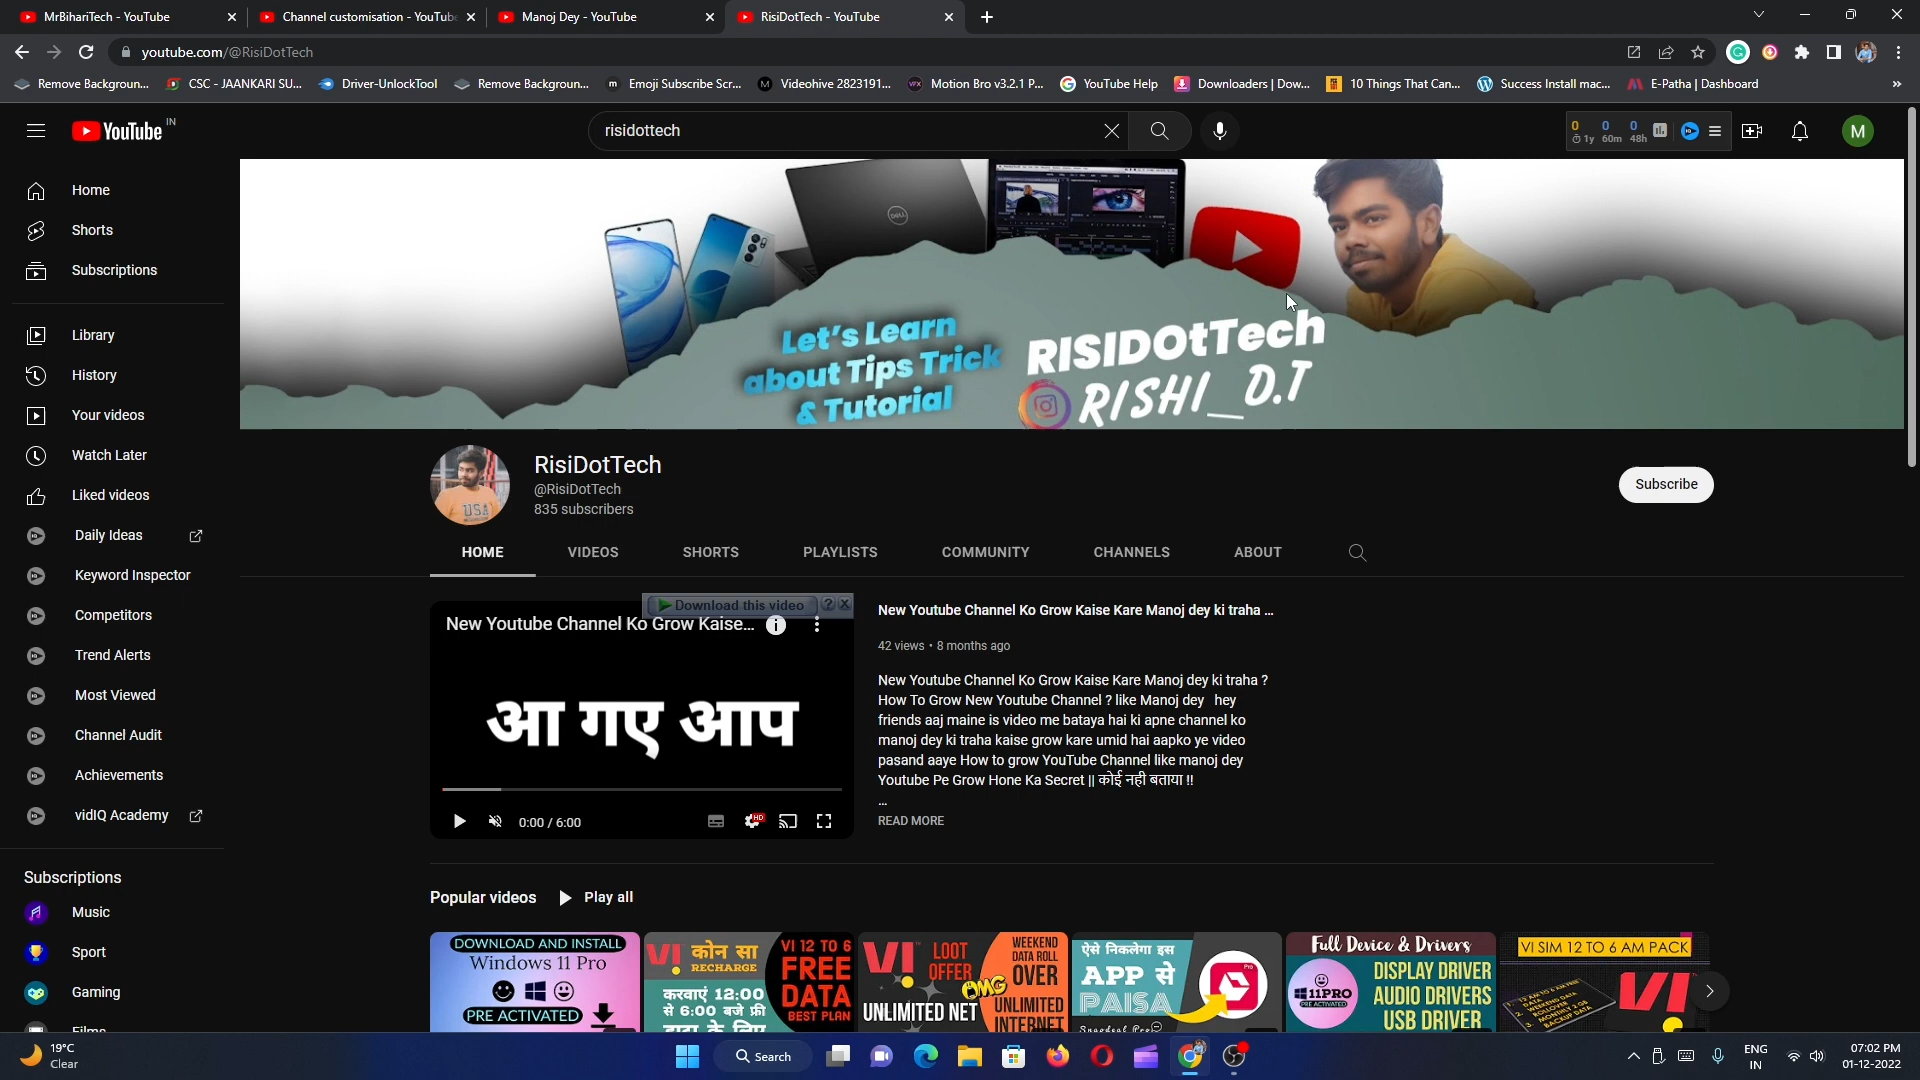 MrBihariTech - YouTube
Channel customisation - YouTube
Manoj Dey - YouTube
RisiDotTech - YouTube
youtube.com/@RisiDotTech
Remove Backgroun...
CSC - JAANKARI SU...
Driver-UnlockTool
Remove Backgroun...
Emoji Subscribe Scr...
Videohive 2823191...
Motion Bro v3.2.1 P...
YouTube Help
Downloaders | Dow...
10 Things That Can...
Success Install mac...
E-Patha | Dashboard
YouTube IN
risidottech
0 0 0
1y 60m 48h
M
Home
Shorts
Subscriptions
Library
History
Your videos
Watch Later
Liked videos
Daily Ideas
Keyword Inspector
Competitors
Trend Alerts
Most Viewed
Channel Audit
Achievements
vidIQ Academy
Subscriptions
Music
Sport
Gaming
Films
DELL
Let's Learn
about Tips Trick
& Tutorial
RISIDOtTech
RISHI_D.T
RisiDotTech
@RisiDotTech
835 subscribers
Subscribe
HOME
VIDEOS
SHORTS
PLAYLISTS
COMMUNITY
CHANNELS
ABOUT
Download this video ? X
New Youtube Channel Ko Grow Kaise...
आ गए आप
0:00 / 6:00
HD
New Youtube Channel Ko Grow Kaise Kare Manoj dey ki traha ...
42 views • 8 months ago
New Youtube Channel Ko Grow Kaise Kare Manoj dey ki traha ?
How To Grow New Youtube Channel ? like Manoj dey hey
friends aaj maine is video me bataya hai ki apne channel ko
manoj dey ki traha kaise grow kare umid hai aapko ye video
pasand aaye How to grow YouTube Channel like manoj dey
Youtube Pe Grow Hone Ka Secret || कोई नही बताया !!
...
READ MORE
Popular videos
Play all
DOWNLOAD AND INSTALL
Windows 11 Pro
PRE ACTIVATED
VI कोन सा
RECHARGE
करवाएं 12:00
से 6:00 बजे फ्री
VI 12 TO 6
FREE
DATA
BEST PLAN
VI LOOT
OFFER
OMG
UNLIMITED NET
WEEKEND
DATA ROLL
OVER
UNLIMITED
INTERNET
ऐसे निकलेगा इस
APP से
PAISA
Pro
Full Device & Drivers
11PRO
PRE ACTIVATED
DISPLAY DRIVER
AUDIO DRIVERS
USB DRIVER
VI SIM 12 TO 6 AM PACK
VI
19°C
Clear
Search
ENG
IN
07:02 PM
01-12-2022